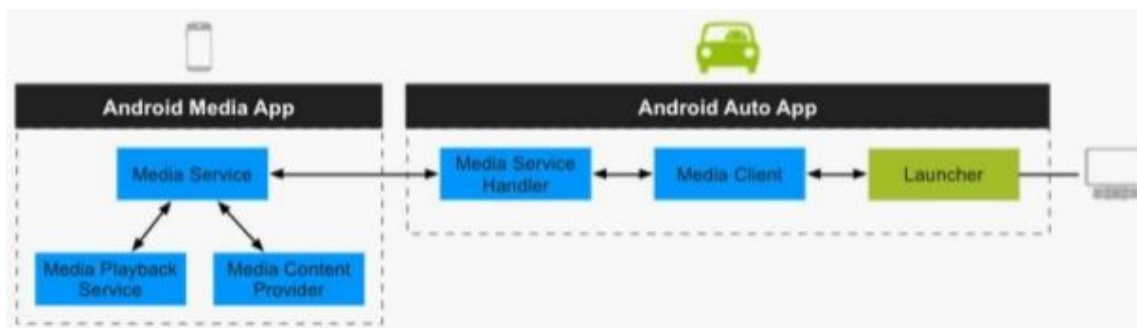 Android Media App
Android Auto App
Media Service
Media Service
Handler
Media Client
Launcher
Media Playback
Service
Media Content
Provider